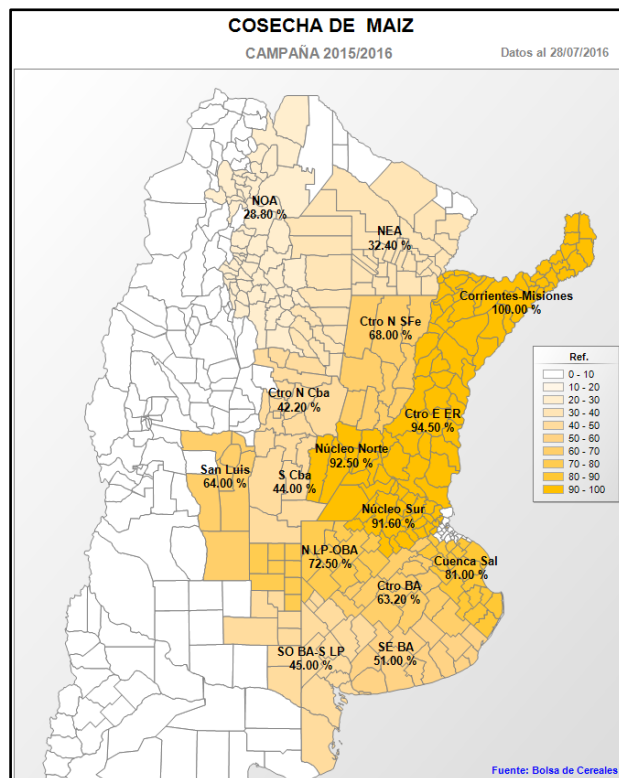 COSECHA DE MAIZ
CAMPAÑA 2015/2016
Datos al 28/07/2016
NOA
28.80 %
NEA
32.40 %
Corrientes-Misiones
100.00 %
Ctro N SFe
68.00 %
Ctro N Cba
42.20 %
Ctro E ER
94.50 %
Núcleo Norte
92.50 %
San Luis
64.00 %
S Cba
44.00 %
Núcleo Sur
91.60 %
N LP-OBA
72.50 %
Cuenca Sal
81.00 %
Ctro BA
63.20 %
SO BA-S LP
45.00 %
SE BA
51.00 %
Ref.
0 - 10
10 - 20
20 - 30
30 - 40
40 - 50
50 - 60
60 - 70
70 - 80
80 - 90
90 - 100
Fuente: Bolsa de Cereales